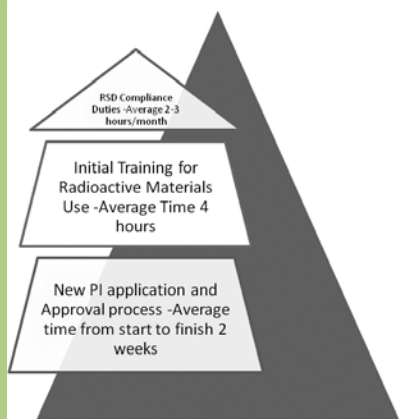 RSD Compliance
Duties -Average 2-3
hours/month
Initial Training for
Radioactive Materials
Use -Average Time 4
hours
New PI application and
Approval process -Average
time from start to finish 2
weeks